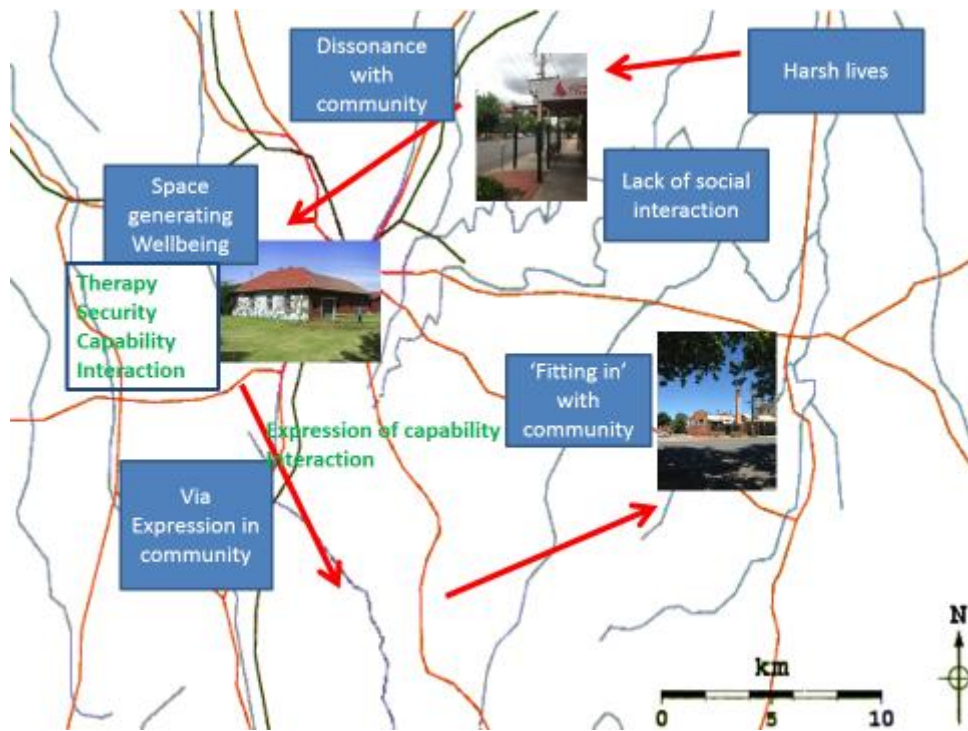 Dissonance
with
community
Harsh lives
Lack of social
interaction
Space
generating
Wellbeing
Therapy
Security
Capability
Interaction
'Fitting in'
with
community
Expression of capability
Interaction
Via
Expression in
community
N
km
0 5 10